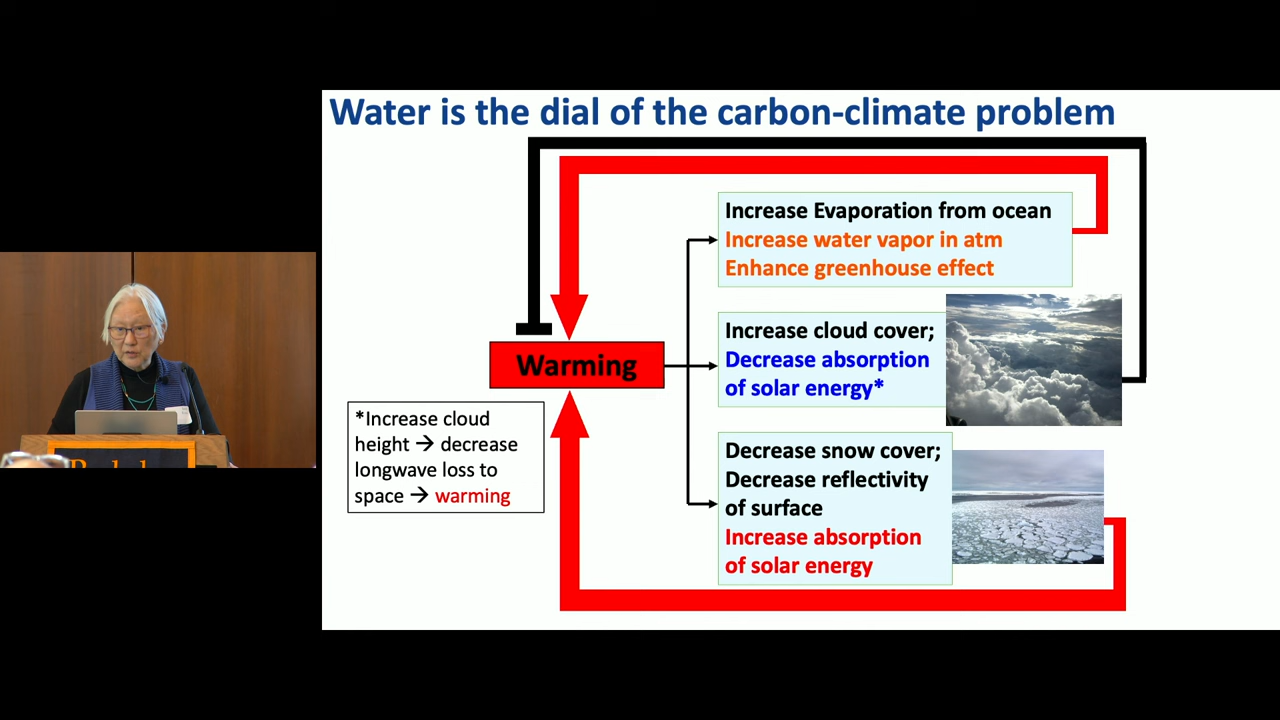 Water is the dial of the carbon-climate problem
Increase Evaporation from ocean
Increase water vapor in atm
Enhance greenhouse effect
Increase cloud cover;
Decrease absorption
of solar energy*
Warming
*Increase cloud
height → decrease
longwave loss to
space → warming
Decrease snow cover;
Decrease reflectivity
of surface
Increase absorption
of solar energy